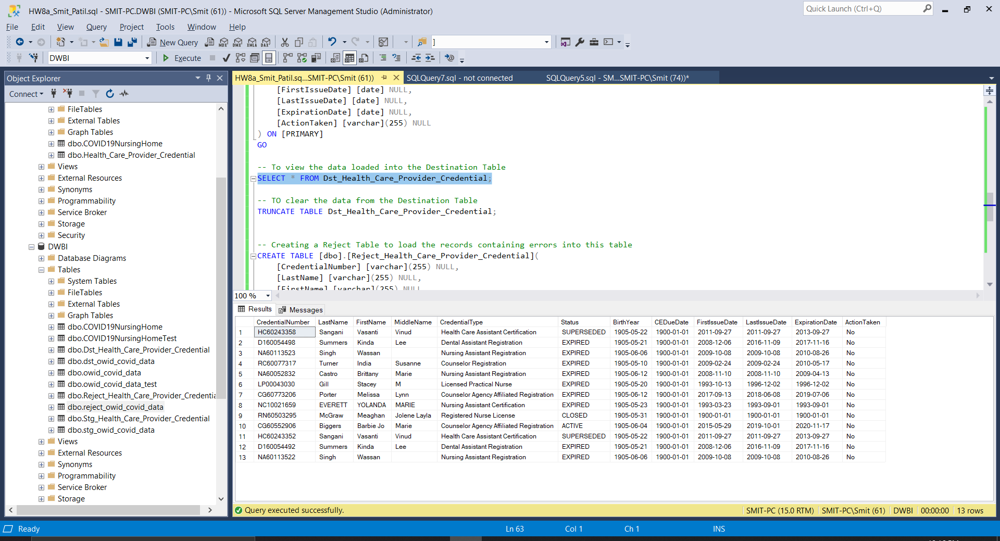 HW8a_Smit_Patil.sql - SMIT-PC.DWBI (SMIT-PC\Smit (61)) - Microsoft SQL Server Management Studio (Administrator)
Quick Launch (Ctrl+Q)
File Edit View Query Project Tools Window Help
New Query MDX DMX XMLA DAX ]
DWBI Execute
Object Explorer
HW8a_Smit_Patil.sq...SMIT-PC\Smit (61)) SQLQuery7.sql - not connected SQLQuery5.sql - SM...SMIT-PC\Smit (74))*
Connect
FileTables
External Tables
Graph Tables
dbo.COVID19NursingHome
dbo.Health_Care_Provider_Credential
Views
External Resources
Synonyms
Programmability
Service Broker
Storage
Security
DWBI
Database Diagrams
Tables
System Tables
FileTables
External Tables
Graph Tables
dbo.COVID19NursingHome
dbo.COVID19NursingHomeTest
dbo.Dst_Health_Care_Provider_Credential
dbo.dst_owid_covid_data
dbo.owid_covid_data
dbo.owid_covid_data_test
dbo.Reject_Health_Care_Provider_Credentia
dbo.reject_owid_covid_data
dbo.Stg_Health_Care_Provider_Credential
dbo.stg_owid_covid_data
Views
External Resources
Synonyms
Programmability
Service Broker
Storage
[FirstIssueDate] [date] NULL,
[LastIssueDate] [date] NULL,
[ExpirationDate] [date] NULL,
[ActionTaken] [varchar](255) NULL
) ON [PRIMARY]
GO
-- To view the data loaded into the Destination Table
SELECT * FROM Dst_Health_Care_Provider_Credential;
-- TO clear the data from the Destination Table
TRUNCATE TABLE Dst_Health_Care_Provider_Credential;
-- Creating a Reject Table to load the records containing errors into this table
CREATE TABLE [dbo].[Reject_Health_Care_Provider_Credential](
[CredentialNumber] [varchar](255) NULL,
[LastName] [varchar](255) NULL,
[FirstName] [varchar](255) NULL
100 %
Results Messages
CredentialNumber LastName FirstName MiddleName CredentialType Status BirthYear CEDueDate FirstIssueDate LastIssueDate ExpirationDate ActionTaken
1 HC60243358 Sangani Vasanti Vinud Health Care Assistant Certification SUPERSEDED 1905-05-22 1900-01-01 2011-09-27 2011-09-27 2013-09-27 No
2 D160054498 Summers Kinda Lee Dental Assistant Registration EXPIRED 1905-05-21 1900-01-01 2008-12-06 2016-11-09 2017-11-16 No
3 NA60113523 Singh Wassan Nursing Assistant Registration EXPIRED 1905-06-06 1900-01-01 2009-10-08 2009-10-08 2010-08-26 No
4 RC60077317 Turner India Susanne Counselor Registration EXPIRED 1905-05-10 1900-01-01 2009-02-24 2009-02-24 2010-05-17 No
5 NA60052832 Castro Brittany Marie Nursing Assistant Registration EXPIRED 1905-06-12 1900-01-01 2008-11-10 2008-11-10 2009-04-13 No
6 LP00043030 Gill Stacey M Licensed Practical Nurse EXPIRED 1905-05-20 1900-01-01 1993-10-13 1996-12-02 1996-12-02 No
7 CG60773206 Porter Melissa Lynn Counselor Agency Affiliated Registration EXPIRED 1905-06-12 1900-01-01 2017-09-13 2018-06-08 2019-07-06 No
8 NC10021659 EVERETT YOLANDA MARIE Nursing Assistant Certification EXPIRED 1905-05-23 1900-01-01 1993-03-23 1993-09-01 1993-09-01 No
9 RN60503295 McGraw Meaghan Jolene Layla Registered Nurse License CLOSED 1905-05-31 1900-01-01 1900-01-01 1900-01-01 1900-01-01 No
10 CG60552906 Biggers Barbie Jo Marie Counselor Agency Affiliated Registration ACTIVE 1905-06-04 1900-01-01 2015-05-29 2019-10-01 2020-11-17 No
11 HC60243352 Sangani Vasanti Vinud Health Care Assistant Certification SUPERSEDED 1905-05-22 1900-01-01 2011-09-27 2011-09-27 2013-09-27 No
12 D160054492 Summers Kinda Lee Dental Assistant Registration EXPIRED 1905-05-21 1900-01-01 2008-12-06 2016-11-09 2017-11-16 No
13 NA60113522 Singh Wassan Nursing Assistant Registration EXPIRED 1905-06-06 1900-01-01 2009-10-08 2009-10-08 2010-08-26 No
Query executed successfully. SMIT-PC (15.0 RTM) SMIT-PC\Smit (61) DWBI 00:00:00 13 rows
Ready Ln 63 Col 1 Ch 1 INS